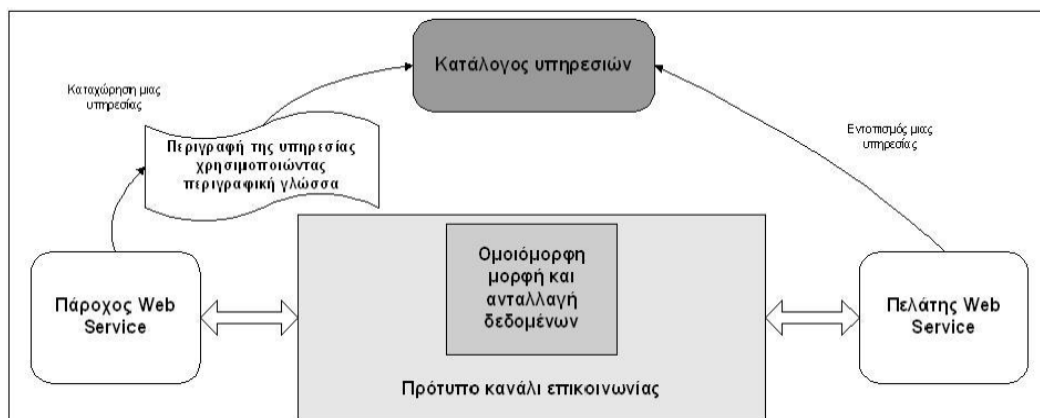 Κατάλογος υπηρεσιών
Καταχώρηση μιας
υπηρεσίας
Περιγραφή της υπηρεσίας
χρησιμοποιώντας
περιγραφική γλώσσα
Εντοπισμός μιας
υπηρεσίας
Πάροχος Web
Service
Ομοιόμορφη
μορφή και
ανταλλαγή
δεδομένων
Πελάτης Web
Service
Πρότυπο κανάλι επικοινωνίας